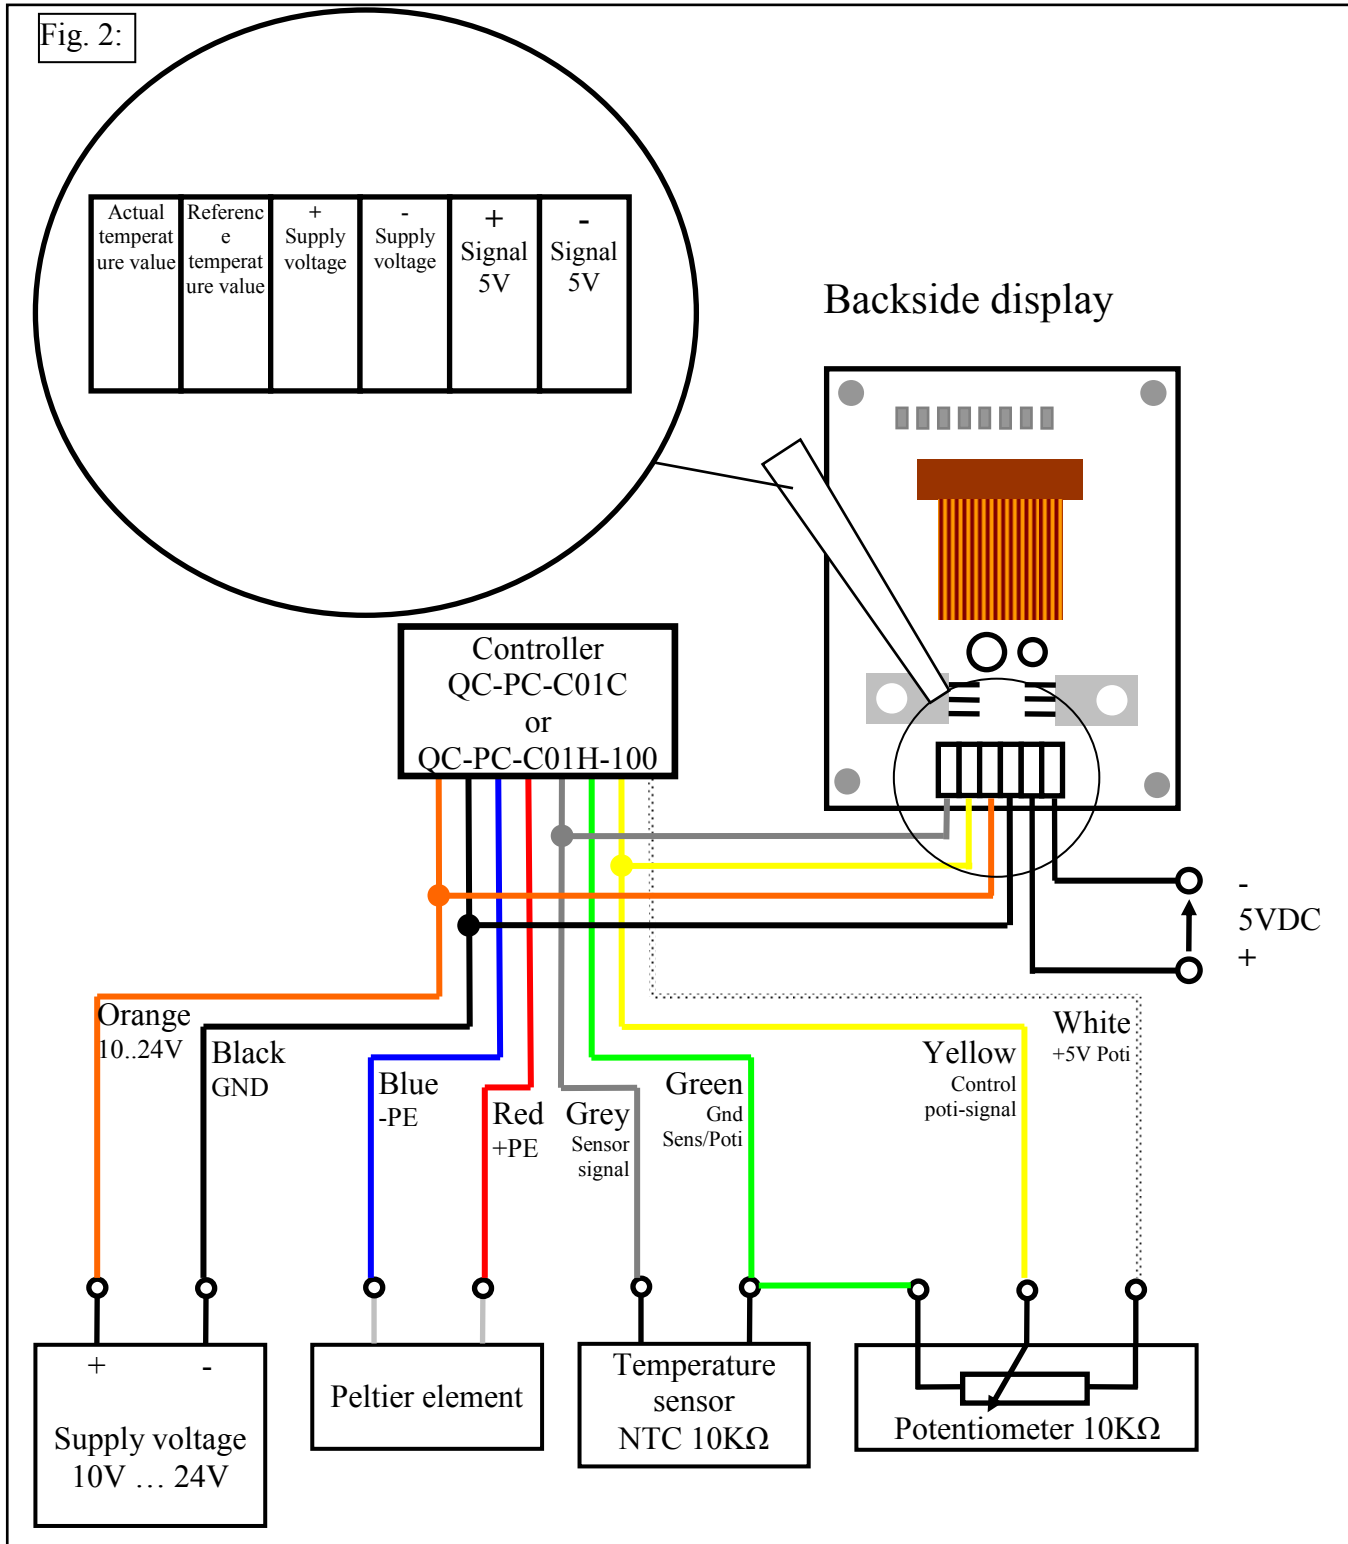 Fig. 2:
Actual
temperat
ure value
Referenc
e
temperat
ure value
+
Supply
voltage
-
Supply
voltage
+
Signal
5V
-
Signal
5V
Backside display
Controller
QC-PC-C01C
or
QC-PC-C01H-100
-
5VDC
+
Orange
10..24V
Black
GND
Blue
-PE
Red
+PE
Grey
Sensor
signal
Green
Gnd
Sens/Poti
Yellow
Control
poti-signal
White
+5V Poti
+ -
Supply voltage
10V … 24V
Peltier element
Temperature
sensor
NTC 10KΩ
Potentiometer 10KΩ